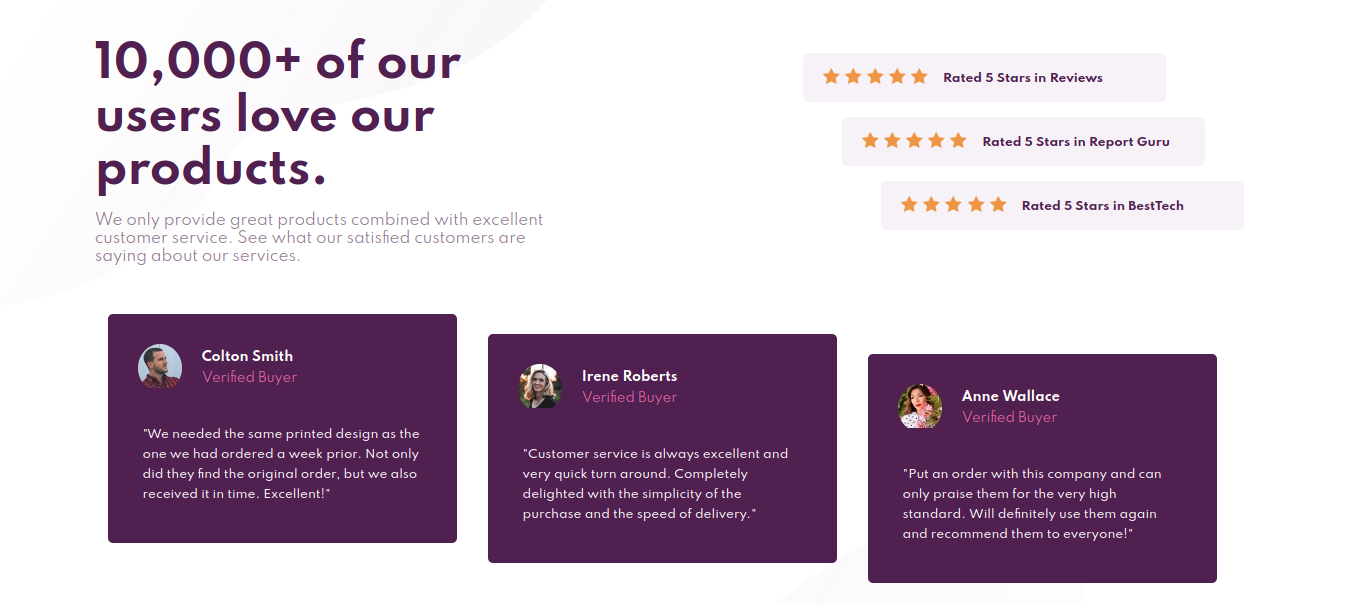 10,000+ of our
users love our
products.
We only provide great products combined with excellent
customer service. See what our satisfied customers are
saying about our services.
Rated 5 Stars in Reviews
Rated 5 Stars in Report Guru
Rated 5 Stars in BestTech
Colton Smith
Verified Buyer
"We needed the same printed design as the
one we had ordered a week prior. Not only
did they find the original order, but we also
received it in time. Excellent!"
Irene Roberts
Verified Buyer
"Customer service is always excellent and
very quick turn around. Completely
delighted with the simplicity of the
purchase and the speed of delivery."
Anne Wallace
Verified Buyer
"Put an order with this company and can
only praise them for the very high
standard. Will definitely use them again
and recommend them to everyone!"